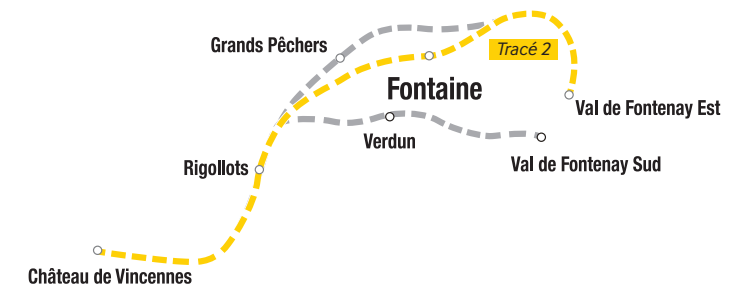 Grands Pêchers
Tracé 2
Fontaine
Val de Fontenay Est
Verdun
Val de Fontenay Sud
Rigollots
Château de Vincennes